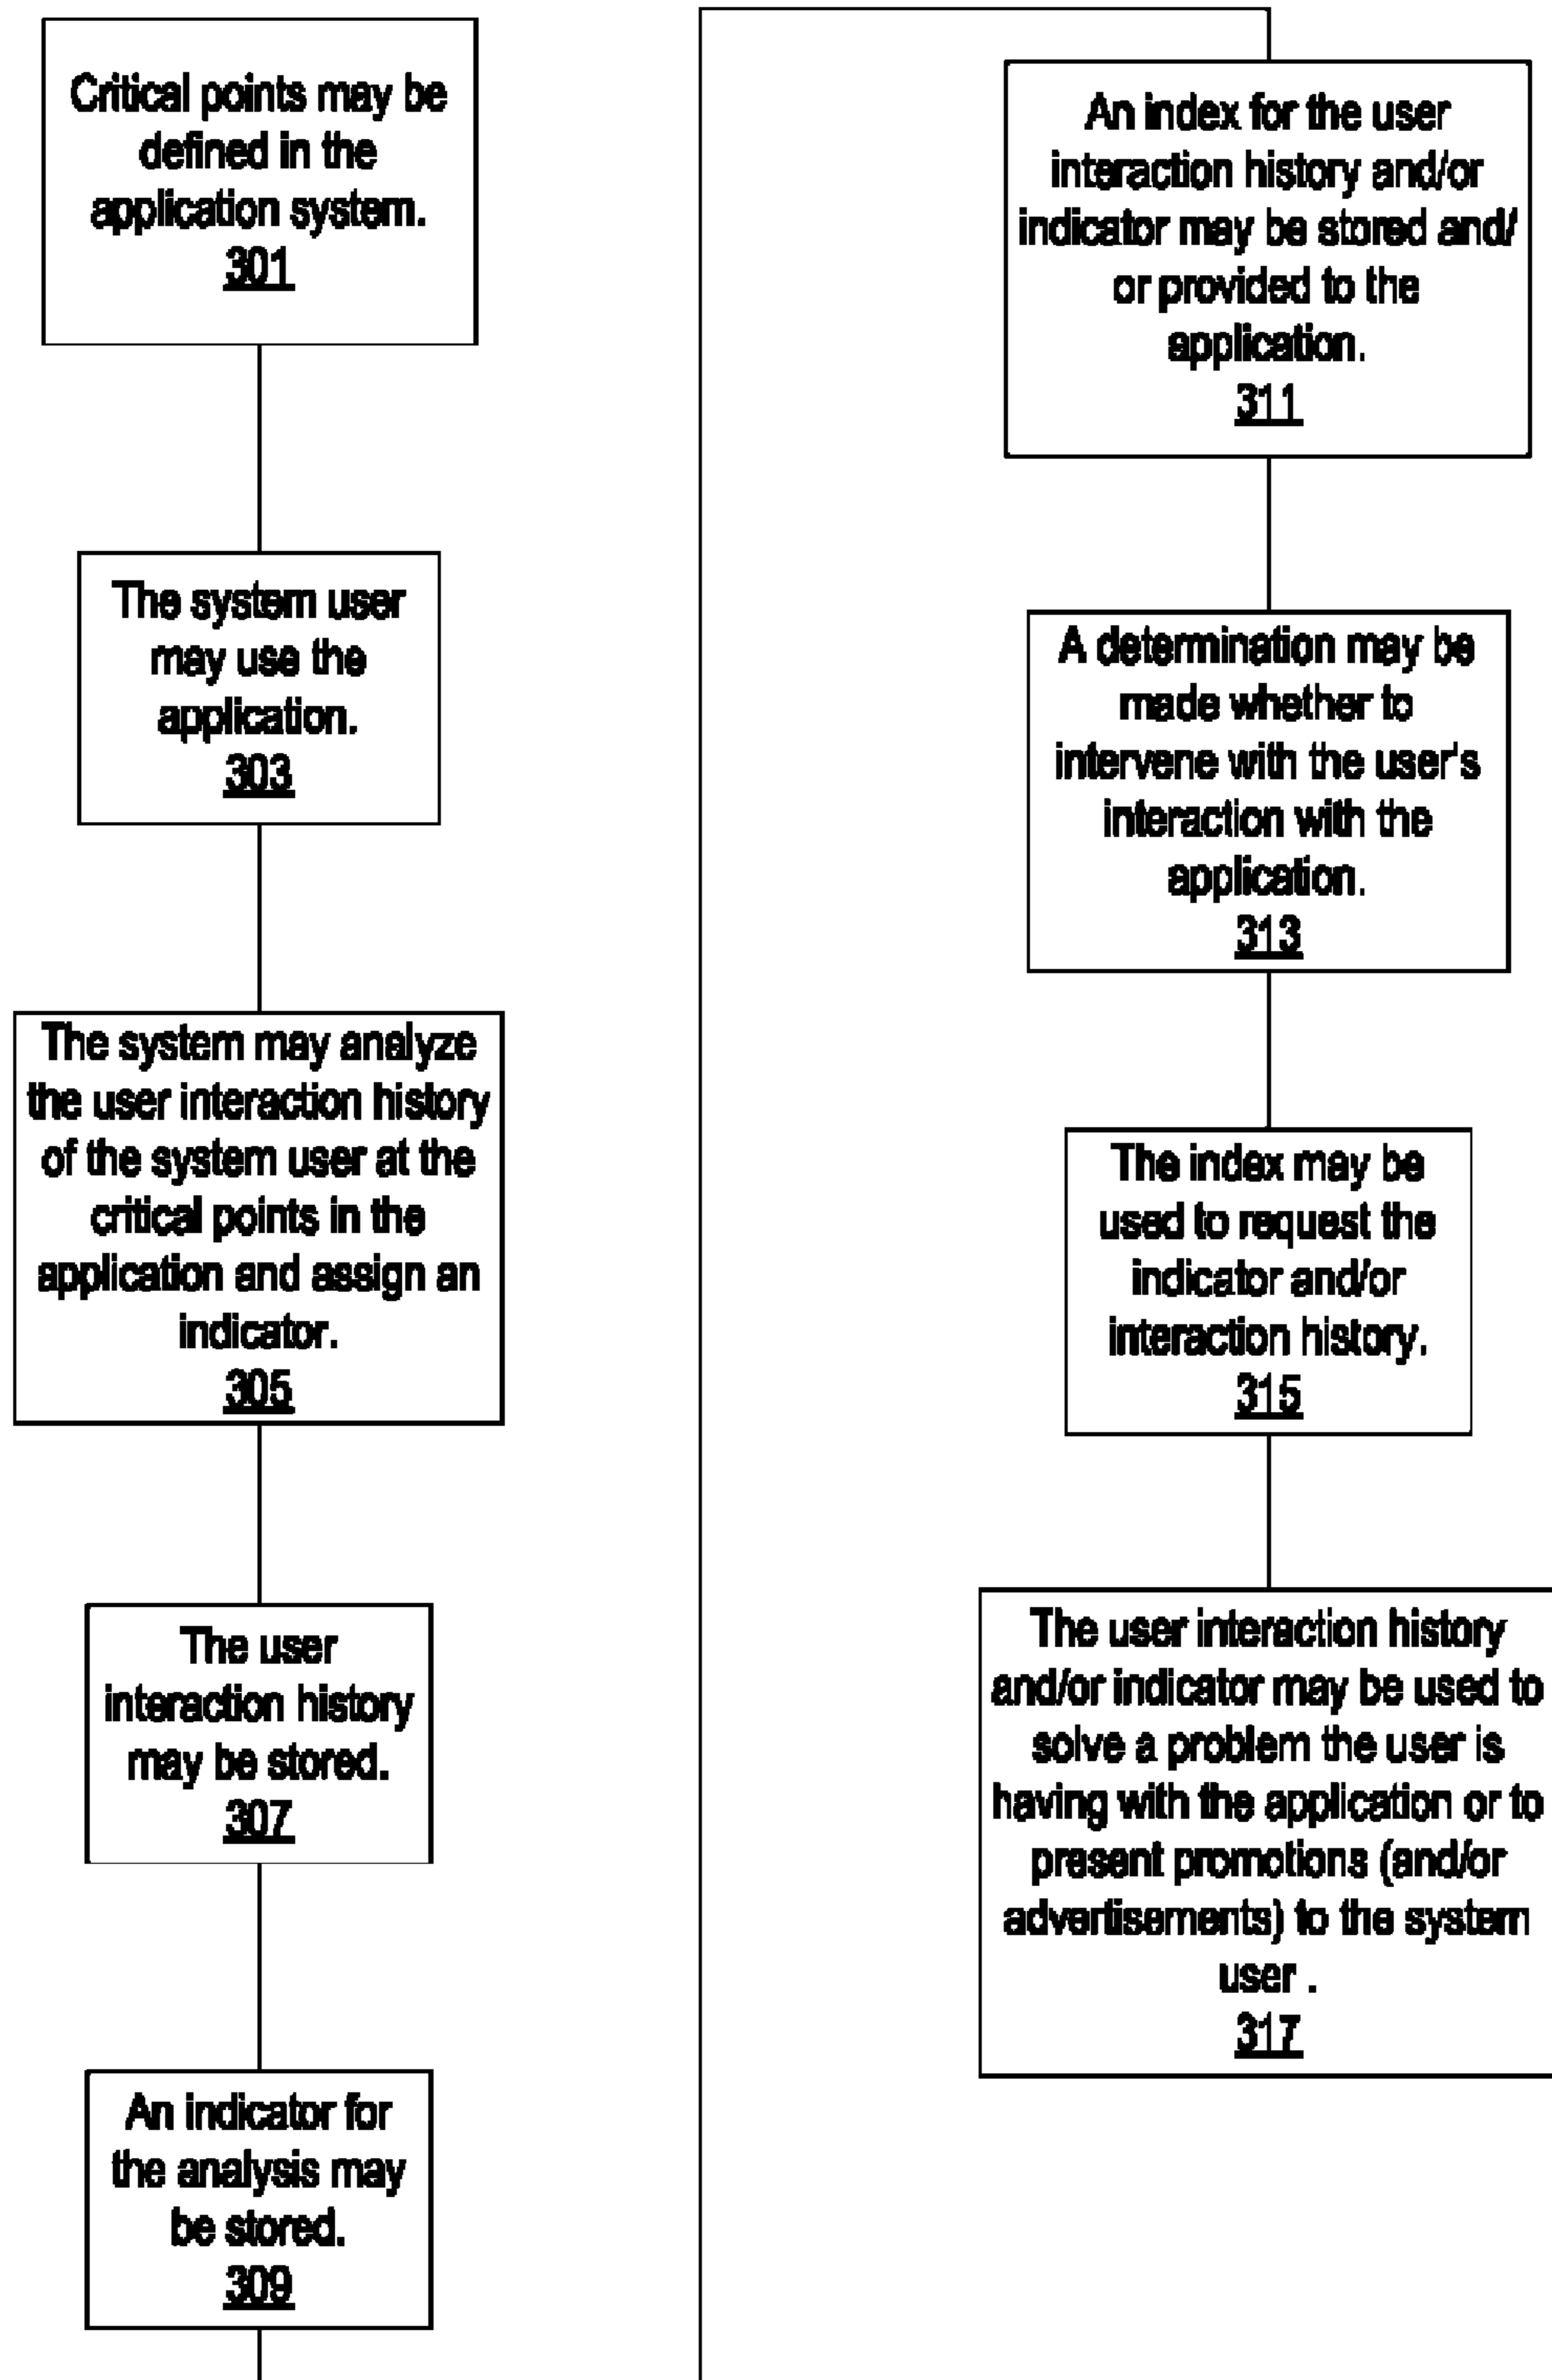 Critical points may be
defined in the
application system.
301
The system user
may use the
application.
303
The system may analyze
the user interaction history
of the system user at the
critical points in the
application and assign an
indicator.
305
The user
interaction history
may be stored.
307
An indicator for
the analysis may
be stored.
309
An index for the user
interaction history and/or
indicator may be stored and/
or provided to the
application.
311
A determination may be
made whether to
intervene with the user's
interaction with the
application.
313
The index may be
used to request the
indicator and/or
interaction history.
315
The user interaction history
and/or indicator may be used to
solve a problem the user is
having with the application or to
present promotions (and/or
advertisements) to the system
user .
317